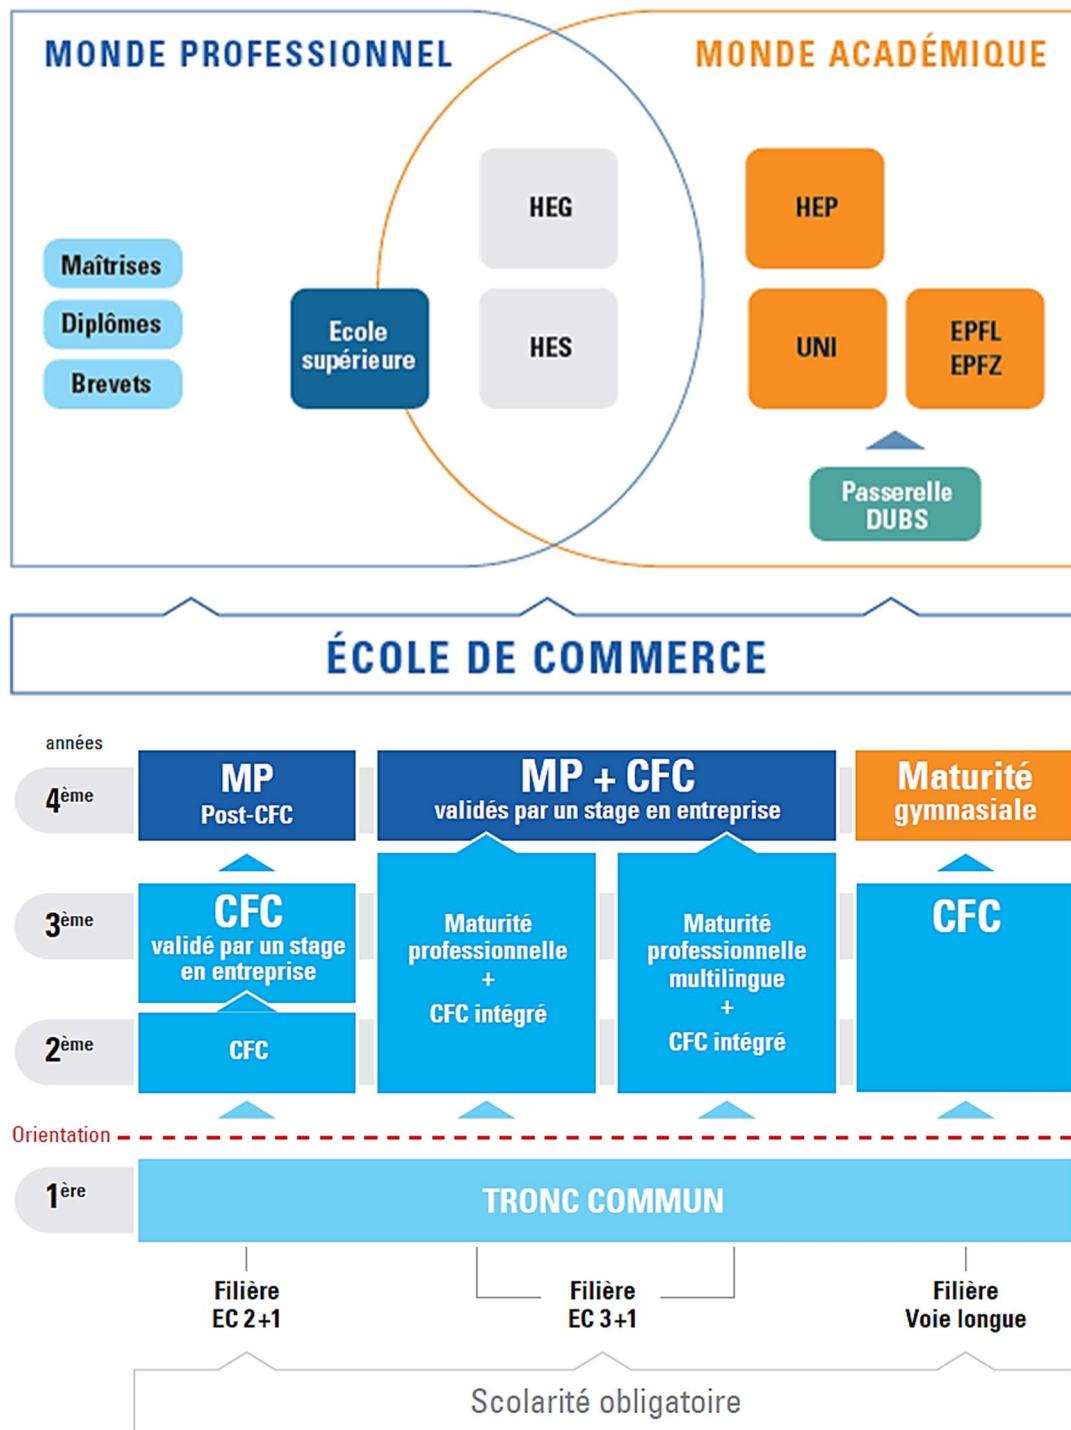 MONDE PROFESSIONNEL
MONDE ACADÉMIQUE
HEG
HEP
Maîtrises
Diplômes
Brevets
Ecole
supérieure
HES
UNI
EPFL
EPFZ
Passerelle
DUBS
ÉCOLE DE COMMERCE
années
4ème
MP
Post-CFC
MP + CFC
validés par un stage en entreprise
Maturité
gymnasiale
3ème
CFC
validé par un stage
en entreprise
Maturité
professionnelle
+
CFC intégré
Maturité
professionnelle
multilingue
+
CFC intégré
CFC
2ème
CFC
Orientation
1ère
TRONC COMMUN
Filière
EC 2+1
Filière
EC 3+1
Filière
Voie longue
Scolarité obligatoire